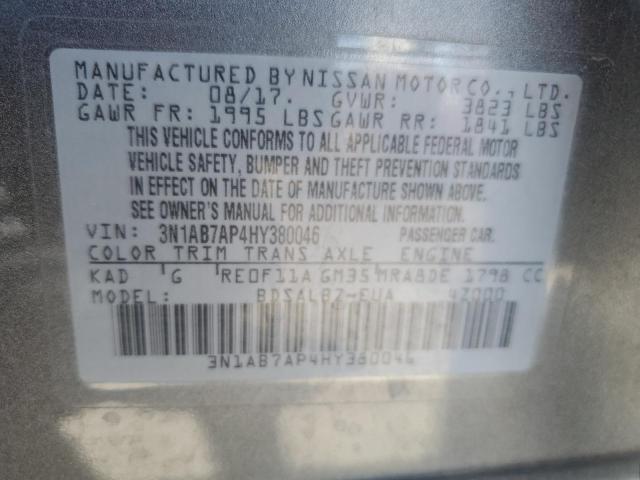 MANUFACTURED BY NISSAN MOTOR CO., LTD.
DATE: 08/17. GVWR: 3823 LBS
GAWR FR: 1995 LBS GAWR RR: 1841 LBS
THIS VEHICLE CONFORMS TO ALL APPLICABLE FEDERAL MOTOR
VEHICLE SAFETY, BUMPER AND THEFT PREVENTION STANDARDS
IN EFFECT ON THE DATE OF MANUFACTURE SHOWN ABOVE.
SEE OWNER'S MANUAL FOR ADDITIONAL INFORMATION.
VIN: 3N1AB7AP4HY380046 PASSENGER CAR.
COLOR TRIM TRANS AXLE ENGINE
KAD G RE0F11A GM35 MRA8DE 1798 CC
MODEL: BDSALBZ-EUA 4Z000
3N1AB7AP4HY380046